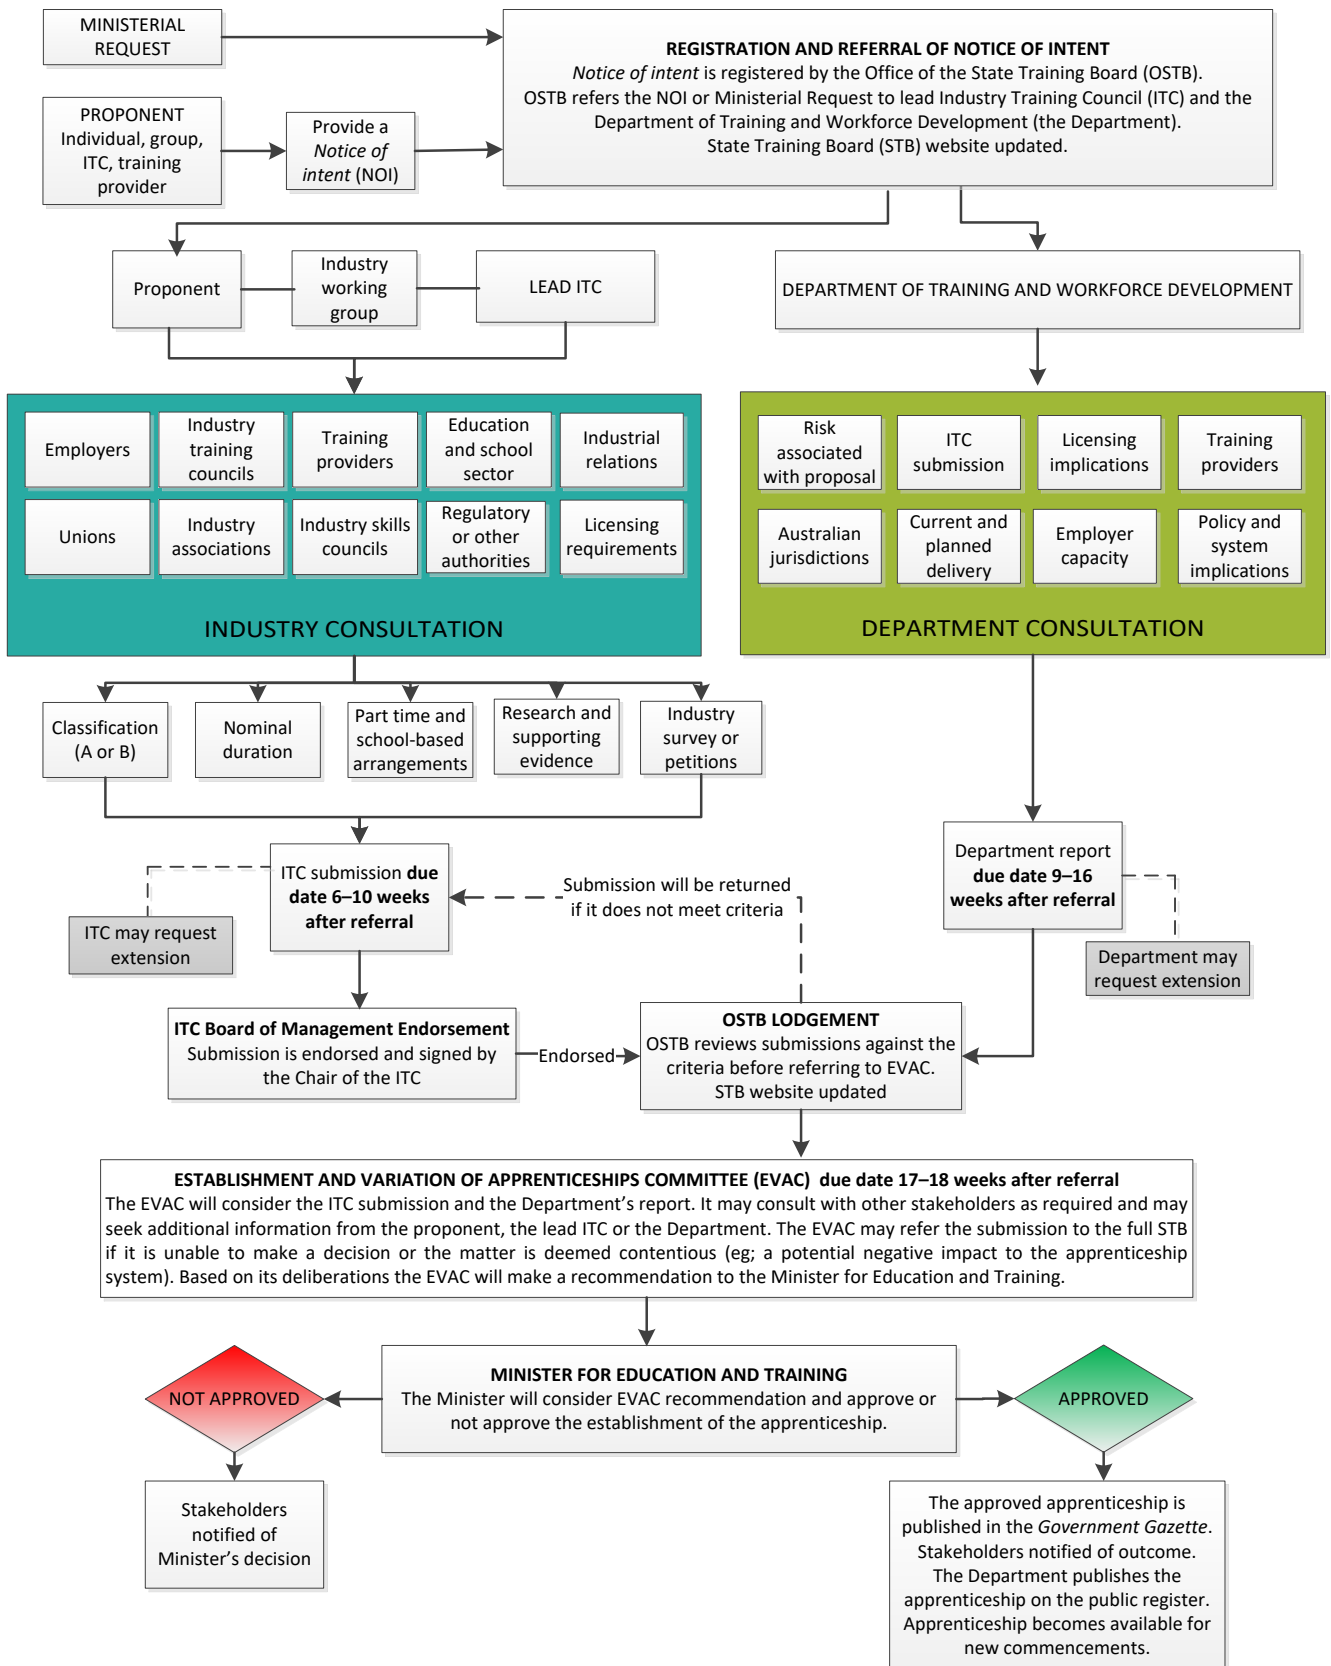 MINISTERIAL
REQUEST
REGISTRATION AND REFERRAL OF NOTICE OF INTENT
Notice of intent is registered by the Office of the State Training Board (OSTB).
OSTB refers the NOI or Ministerial Request to lead Industry Training Council (ITC) and the
Department of Training and Workforce Development (the Department).
State Training Board (STB) website updated.
PROPONENT
Individual, group,
ITC, training
provider
Provide a
Notice of
intent (NOI)
Proponent
Industry
working
group
LEAD ITC
DEPARTMENT OF TRAINING AND WORKFORCE DEVELOPMENT
Employers
Industry
training
councils
Training
providers
Education
and school
sector
Industrial
relations
Unions
Industry
associations
Industry skills
councils
Regulatory
or other
authorities
Licensing
requirements
INDUSTRY CONSULTATION
Risk
associated
with proposal
ITC
submission
Licensing
implications
Training
providers
Australian
jurisdictions
Current and
planned
delivery
Employer
capacity
Policy and
system
implications
DEPARTMENT CONSULTATION
Classification
(A or B)
Nominal
duration
Part time and
school-based
arrangements
Research and
supporting
evidence
Industry
survey or
petitions
ITC submission due
date 6–10 weeks
after referral
ITC may request
extension
Submission will be returned
if it does not meet criteria
Department report
due date 9–16
weeks after referral
Department may
request extension
ITC Board of Management Endorsement
Submission is endorsed and signed by
the Chair of the ITC
Endorsed
OSTB LODGEMENT
OSTB reviews submissions against the
criteria before referring to EVAC.
STB website updated
ESTABLISHMENT AND VARIATION OF APPRENTICESHIPS COMMITTEE (EVAC) due date 17–18 weeks after referral
The EVAC will consider the ITC submission and the Department's report. It may consult with other stakeholders as required and may
seek additional information from the proponent, the lead ITC or the Department. The EVAC may refer the submission to the full STB
if it is unable to make a decision or the matter is deemed contentious (eg; a potential negative impact to the apprenticeship
system). Based on its deliberations the EVAC will make a recommendation to the Minister for Education and Training.
MINISTER FOR EDUCATION AND TRAINING
The Minister will consider EVAC recommendation and approve or
not approve the establishment of the apprenticeship.
NOT APPROVED
APPROVED
Stakeholders
notified of
Minister's decision
The approved apprenticeship is
published in the Government Gazette.
Stakeholders notified of outcome.
The Department publishes the
apprenticeship on the public register.
Apprenticeship becomes available for
new commencements.